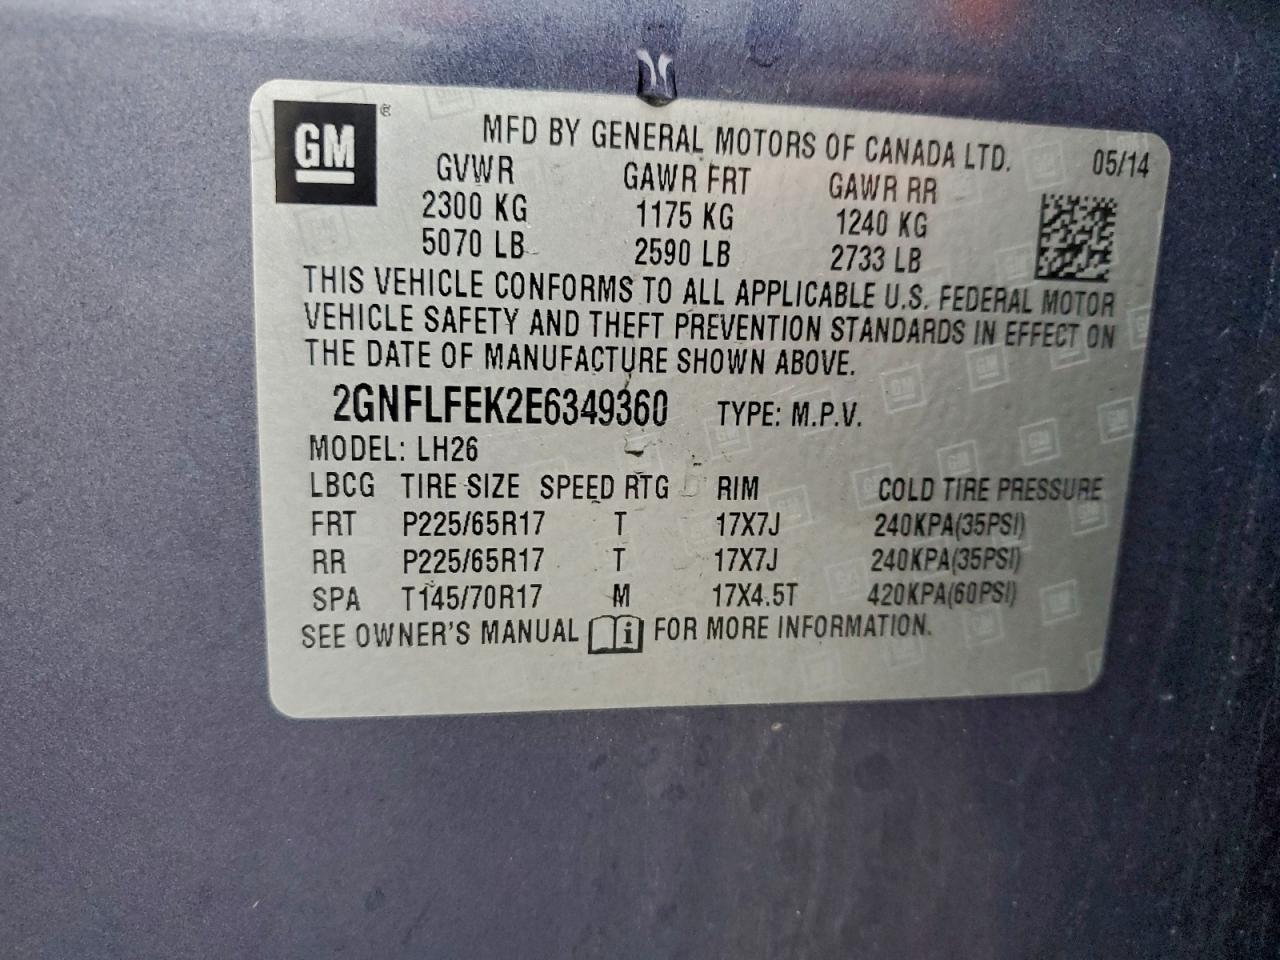 GM ®
MFD BY GENERAL MOTORS OF CANADA LTD. 05/14
GVWR GAWR FRT GAWR RR
2300 KG 1175 KG 1240 KG
5070 LB 2590 LB 2733 LB
THIS VEHICLE CONFORMS TO ALL APPLICABLE U.S. FEDERAL MOTOR
VEHICLE SAFETY AND THEFT PREVENTION STANDARDS IN EFFECT ON
THE DATE OF MANUFACTURE SHOWN ABOVE.
2GNFLFEK2E6349360 TYPE: M.P.V.
MODEL: LH26
LBCG TIRE SIZE SPEED RTG RIM COLD TIRE PRESSURE
FRT P225/65R17 T 17X7J 240KPA(35PSI)
RR P225/65R17 T 17X7J 240KPA(35PSI)
SPA T145/70R17 M 17X4.5T 420KPA(60PSI)
SEE OWNER'S MANUAL i FOR MORE INFORMATION.